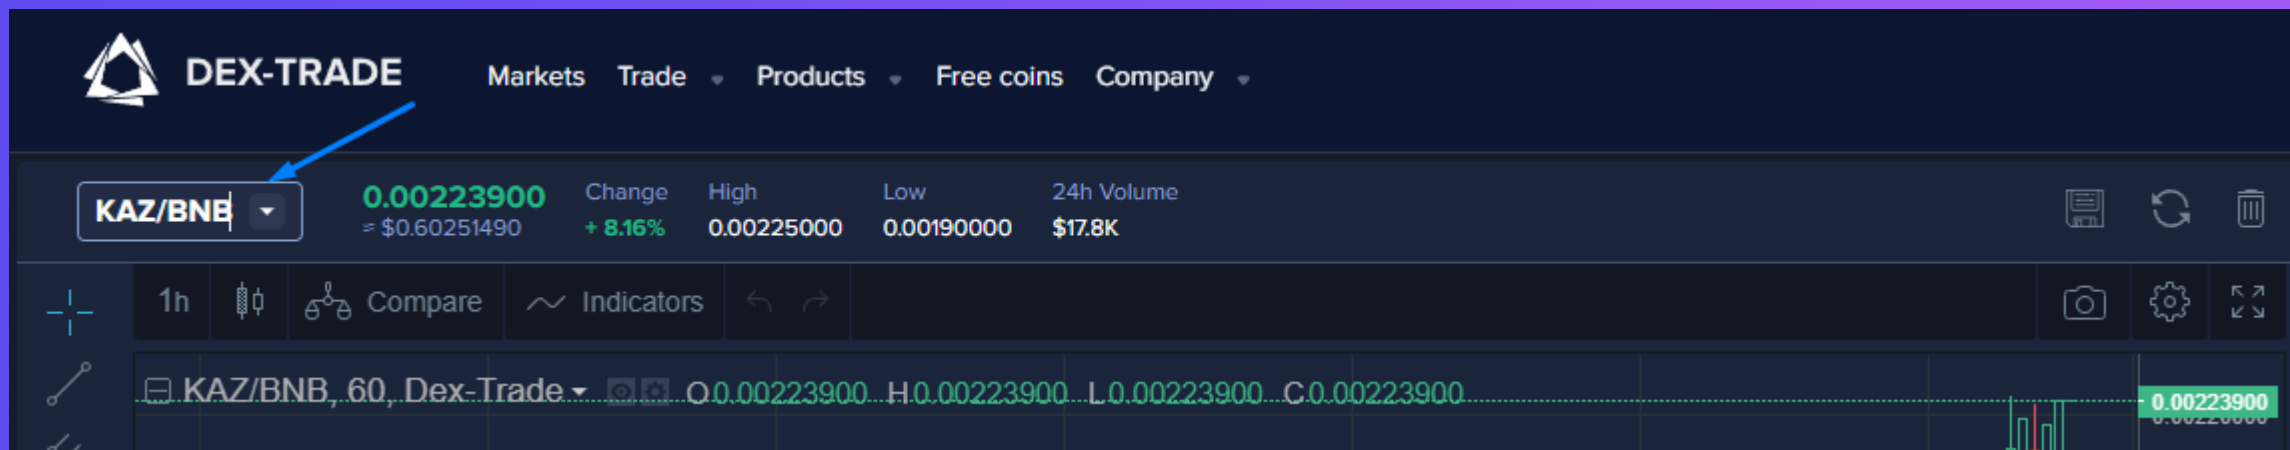 DEX-TRADE Markets Trade Products Free coins Company
KAZ/BNB 0.00223900 Change High Low 24h Volume
≈ $0.60251490 + 8.16% 0.00225000 0.00190000 $17.8K
1h Compare Indicators
KAZ/BNB, 60, Dex-Trade O0.00223900 H0.00223900 L0.00223900 C0.00223900 0.00223900